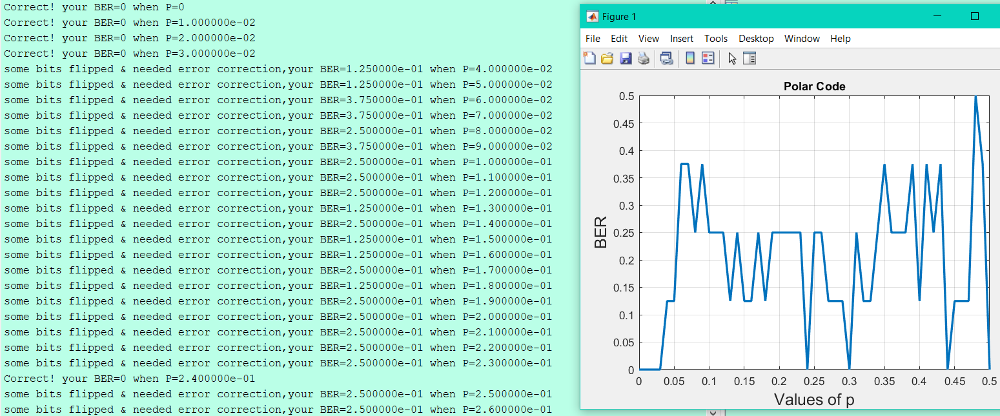 Correct! your BER=0 when P=0
Correct! your BER=0 when P=1.000000e-02
Correct! your BER=0 when P=2.000000e-02
Correct! your BER=0 when P=3.000000e-02
some bits flipped & needed error correction,your BER=1.250000e-01 when P=4.000000e-02
some bits flipped & needed error correction,your BER=1.250000e-01 when P=5.000000e-02
some bits flipped & needed error correction,your BER=3.750000e-01 when P=6.000000e-02
some bits flipped & needed error correction,your BER=3.750000e-01 when P=7.000000e-02
some bits flipped & needed error correction,your BER=2.500000e-01 when P=8.000000e-02
some bits flipped & needed error correction,your BER=3.750000e-01 when P=9.000000e-02
some bits flipped & needed error correction,your BER=2.500000e-01 when P=1.000000e-01
some bits flipped & needed error correction,your BER=2.500000e-01 when P=1.100000e-01
some bits flipped & needed error correction,your BER=2.500000e-01 when P=1.200000e-01
some bits flipped & needed error correction,your BER=1.250000e-01 when P=1.300000e-01
some bits flipped & needed error correction,your BER=2.500000e-01 when P=1.400000e-01
some bits flipped & needed error correction,your BER=1.250000e-01 when P=1.500000e-01
some bits flipped & needed error correction,your BER=1.250000e-01 when P=1.600000e-01
some bits flipped & needed error correction,your BER=2.500000e-01 when P=1.700000e-01
some bits flipped & needed error correction,your BER=1.250000e-01 when P=1.800000e-01
some bits flipped & needed error correction,your BER=2.500000e-01 when P=1.900000e-01
some bits flipped & needed error correction,your BER=2.500000e-01 when P=2.000000e-01
some bits flipped & needed error correction,your BER=2.500000e-01 when P=2.100000e-01
some bits flipped & needed error correction,your BER=2.500000e-01 when P=2.200000e-01
some bits flipped & needed error correction,your BER=2.500000e-01 when P=2.300000e-01
Correct! your BER=0 when P=2.400000e-01
some bits flipped & needed error correction,your BER=2.500000e-01 when P=2.500000e-01
some bits flipped & needed error correction,your BER=2.500000e-01 when P=2.600000e-01
Figure 1
File Edit View Insert Tools Desktop Window Help
Polar Code
0.5
0.45
0.4
0.35
0.3
0.25
0.2
0.15
0.1
0.05
0
BER
0 0.05 0.1 0.15 0.2 0.25 0.3 0.35 0.4 0.45 0.5
Values of p